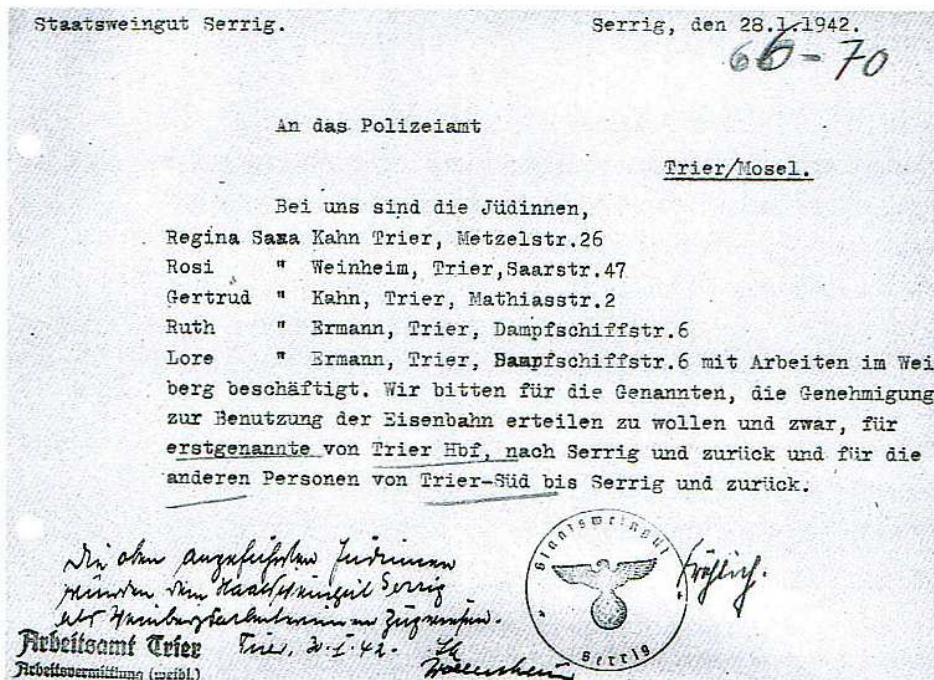 Staatsweingut Serrig.
Serrig, den 28.1.1942.
66 - 70
An das Polizeiamt
Trier/Mosel.
Bei uns sind die Jüdinnen,
Regina Sara Kahn Trier, Metzelstr.26
Rosi " Weinheim, Trier,Saarstr.47
Gertrud " Kahn, Trier, Mathiasstr.2
Ruth " Ermann, Trier, Dampfschiffstr.6
Lore " Ermann, Trier, Dampfschiffstr.6 mit Arbeiten im Wei
berg beschäftigt. Wir bitten für die Genannten, die Genehmigung
zur Benutzung der Eisenbahn erteilen zu wollen und zwar, für
erstgenannte von Trier Hbf, nach Serrig und zurück und für die
anderen Personen von Trier-Süd bis Serrig und zurück.
Die oben angeführten Jüdinnen
wurden dem Staatsweingut Serrig
als Weinbergsarbeiterinnen zugewiesen.
Staatsweingut
Serrig
Fröhlich.
Arbeitsamt Trier
Trier, 30.1.42.
Arbeitsvermittlung (weibl.)